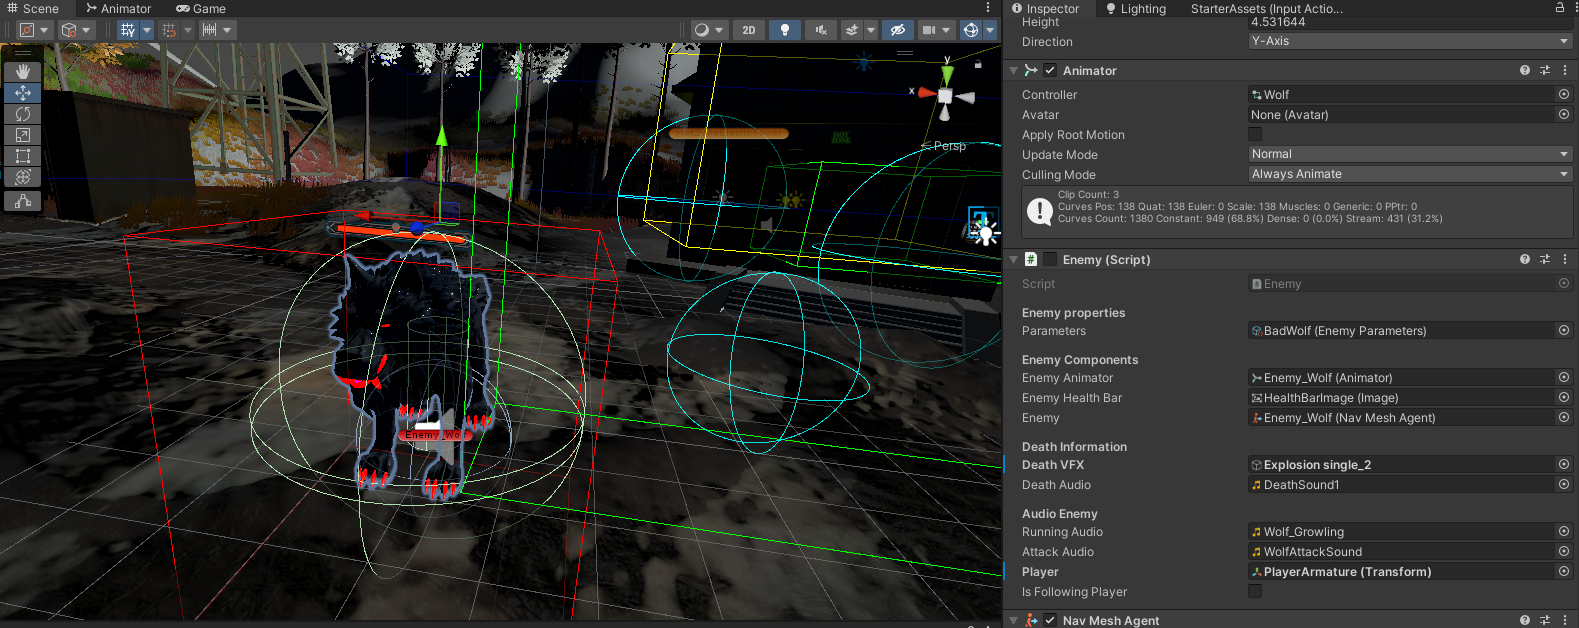 Scene Animator Game
2D
Persp
y
x
HOT
ZONE
Enemy_Wo
Inspector Lighting StarterAssets (Input Actio...
Height 4.531644
Direction Y-Axis
Animator
Controller Wolf
Avatar None (Avatar)
Apply Root Motion
Update Mode Normal
Culling Mode Always Animate
Clip Count: 3
Curves Pos: 138 Quat: 138 Euler: 0 Scale: 138 Muscles: 0 Generic: 0 PPtr: 0
Curves Count: 1380 Constant: 949 (68.8%) Dense: 0 (0.0%) Stream: 431 (31.2%)
Enemy (Script)
Script Enemy
Enemy properties
Parameters BadWolf (Enemy Parameters)
Enemy Components
Enemy Animator Enemy_Wolf (Animator)
Enemy Health Bar HealthBarImage (Image)
Enemy Enemy_Wolf (Nav Mesh Agent)
Death Information
Death VFX Explosion single_2
Death Audio DeathSound1
Audio Enemy
Running Audio Wolf_Growling
Attack Audio WolfAttackSound
Player PlayerArmature (Transform)
Is Following Player
Nav Mesh Agent